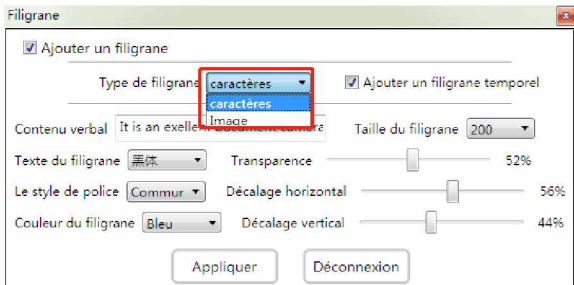 Filigrane
Ajouter un filigrane
Type de filigrane caractères Ajouter un filigrane temporel
caractères
Image
Contenu verbal It is an exellent document camera Taille du filigrane 200
Texte du filigrane 黑体 Transparence 52%
Le style de police Commur Décalage horizontal 56%
Couleur du filigrane Bleu Décalage vertical 44%
Appliquer Déconnexion